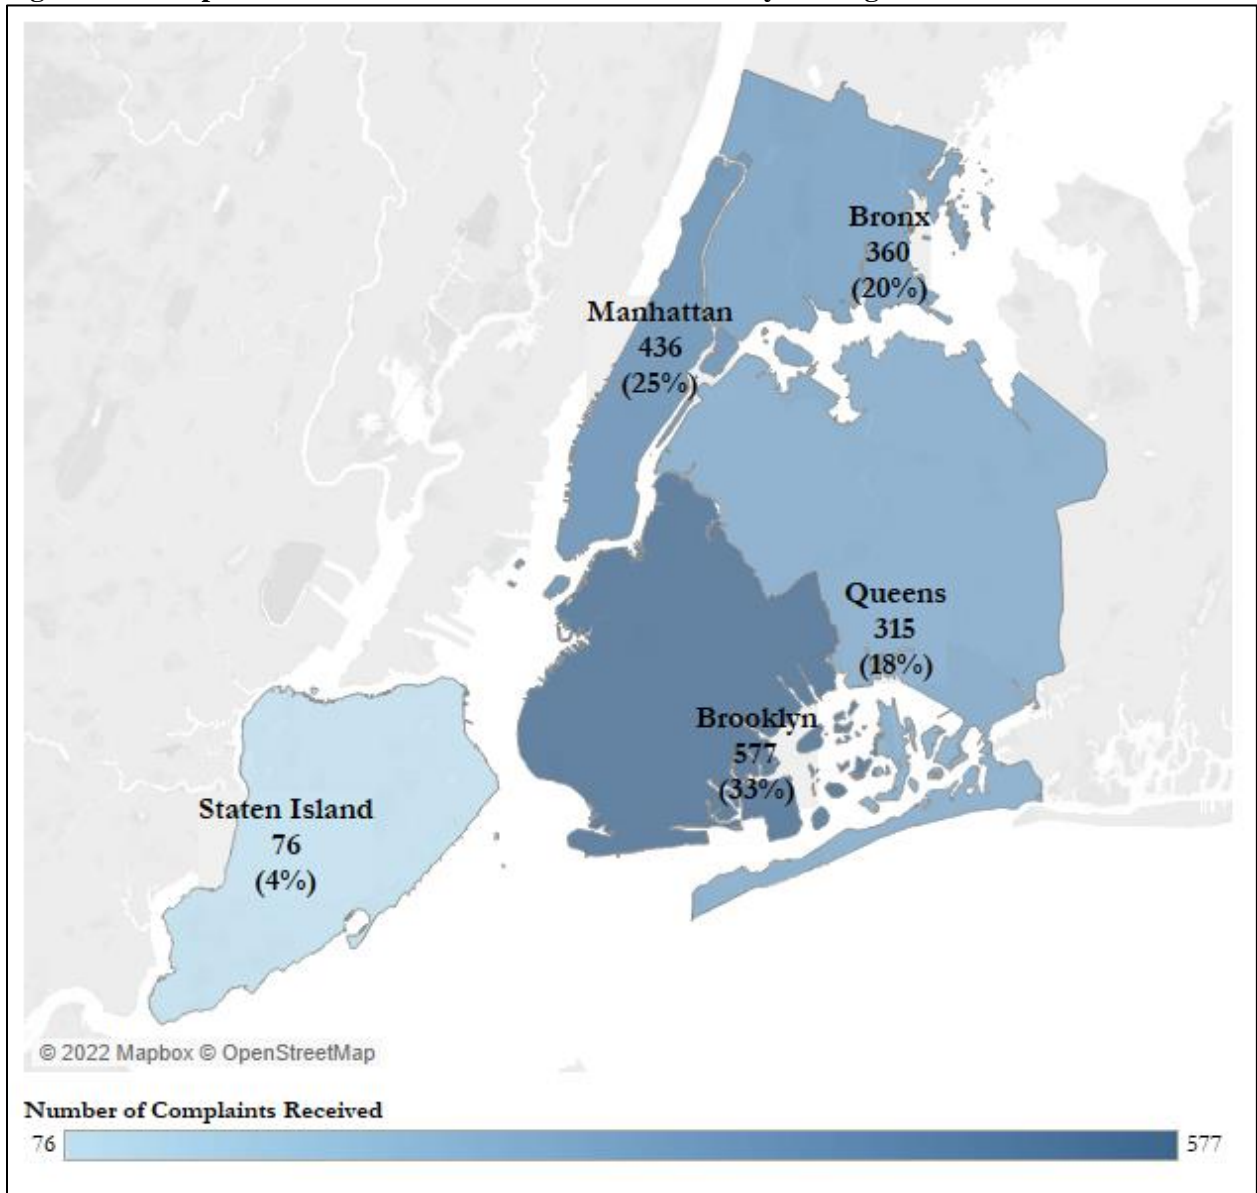 Bronx
360
(20%)
Manhattan
436
(25%)
Queens
315
(18%)
Brooklyn
577
(33%)
Staten Island
76
(4%)
© 2022 Mapbox © OpenStreetMap
Number of Complaints Received
76 577